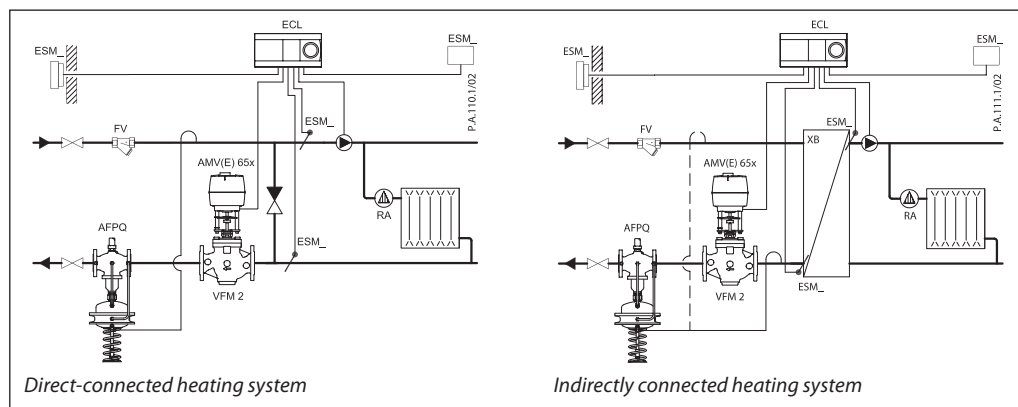 ECL
ESM_
ESM_
P.A.110.1/02
FV
ESM_
AMV(E) 65x
RA
AFPQ
ESM_
VFM 2
Direct-connected heating system
ECL
ESM_
ESM_
P.A.111.1/02
FV
ESM_
XB
AMV(E) 65x
RA
AFPQ
ESM_
VFM 2
Indirectly connected heating system